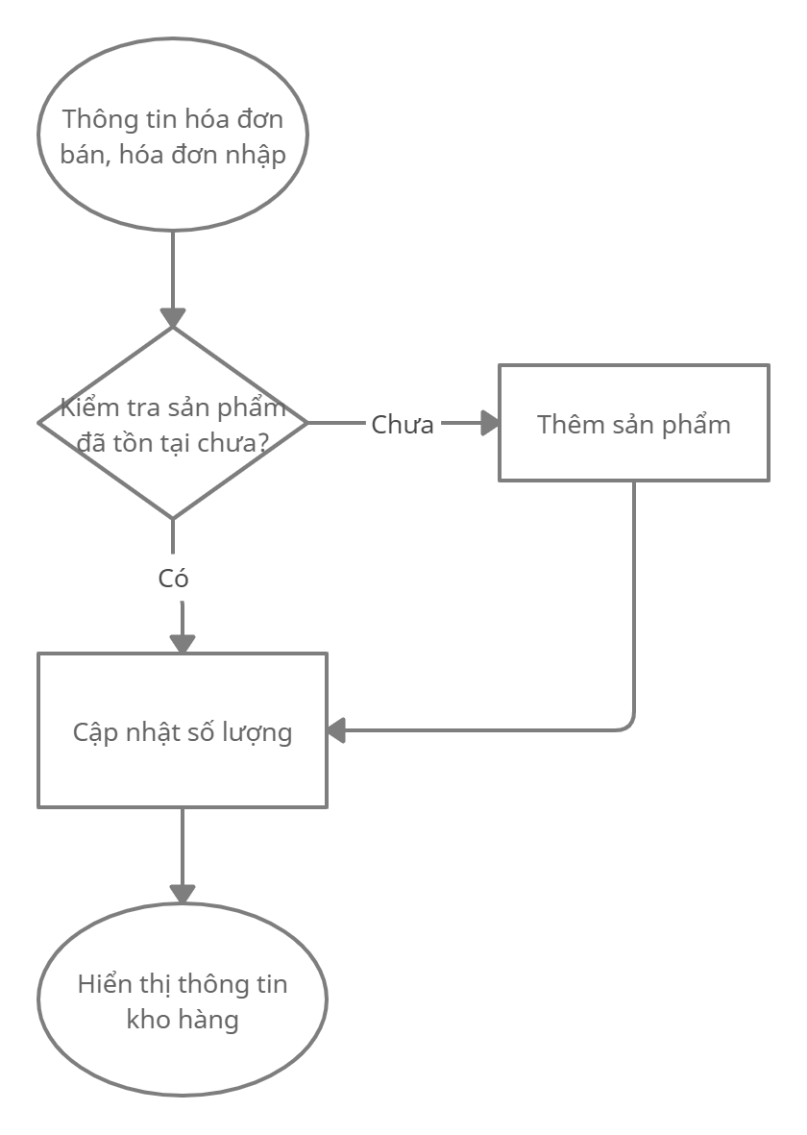 Thông tin hóa đơn
bán, hóa đơn nhập
Kiểm tra sản phẩm
đã tồn tại chưa?
Chưa
Thêm sản phẩm
Có
Cập nhật số lượng
Hiển thị thông tin
kho hàng